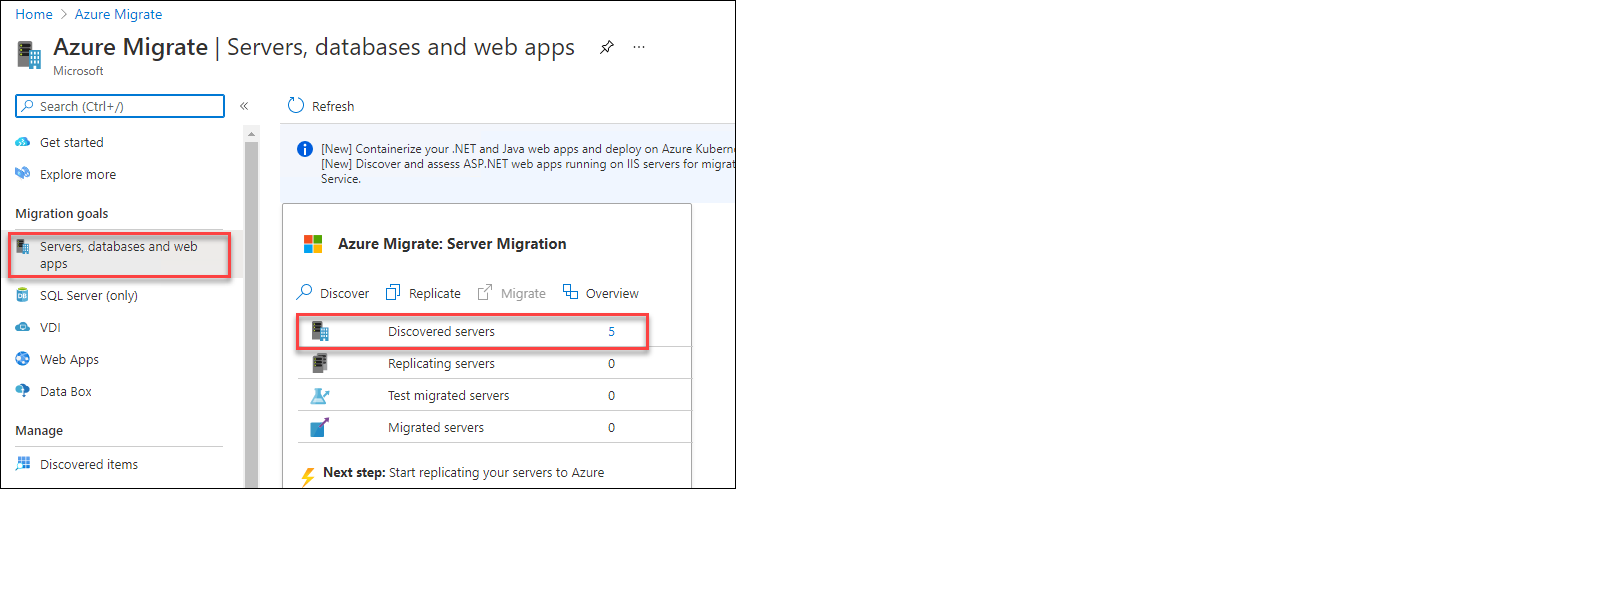 Home > Azure Migrate
Azure Migrate | Servers, databases and web apps ...
Microsoft
Search (Ctrl+/) «
Get started
Explore more
Migration goals
Servers, databases and web
apps
SQL Server (only)
VDI
Web Apps
Data Box
Manage
Discovered items
Refresh
[New] Containerize your .NET and Java web apps and deploy on Azure Kuberne
[New] Discover and assess ASP.NET web apps running on IIS servers for migrat
Service.
Azure Migrate: Server Migration
Discover Replicate Migrate Overview
Discovered servers 5
Replicating servers 0
Test migrated servers 0
Migrated servers 0
Next step: Start replicating your servers to Azure